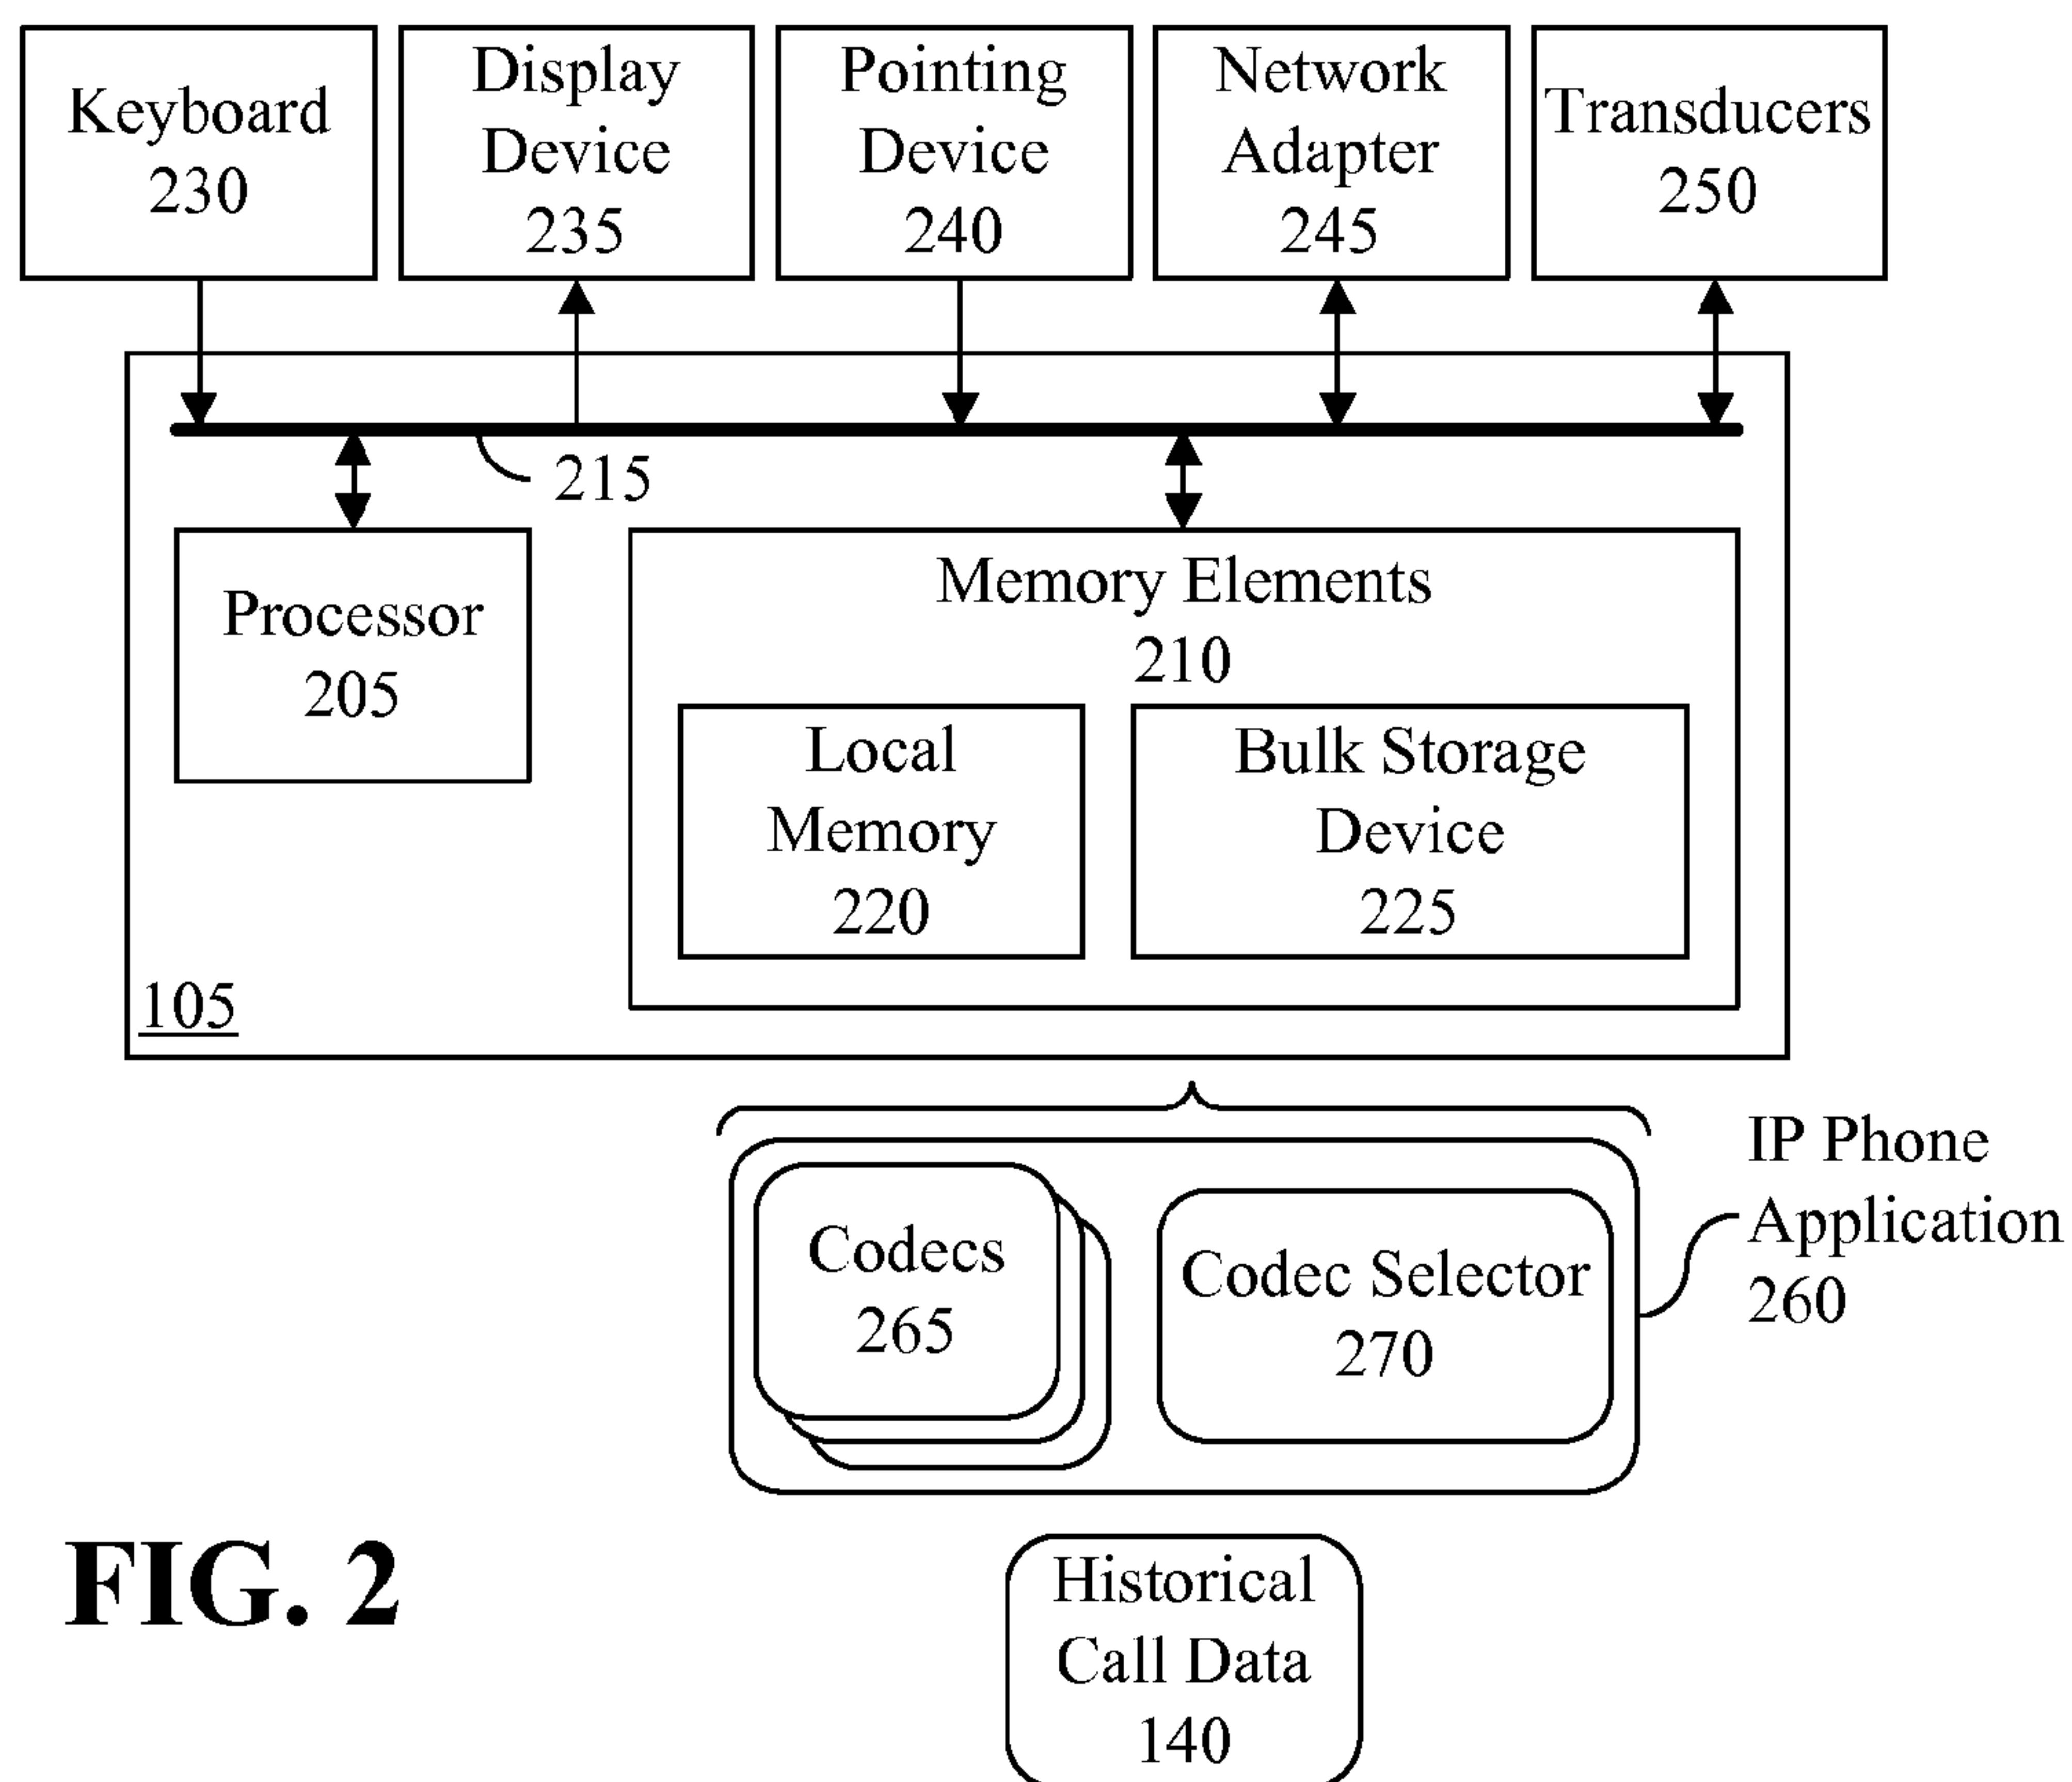 Keyboard
230
Display
Device
235
Pointing
Device
240
Network
Adapter
245
Transducers
250
215
Processor
205
Memory Elements
210
Local
Memory
220
Bulk Storage
Device
225
105
Codecs
265
Codec Selector
270
IP Phone
Application
260
FIG. 2
Historical
Call Data
140